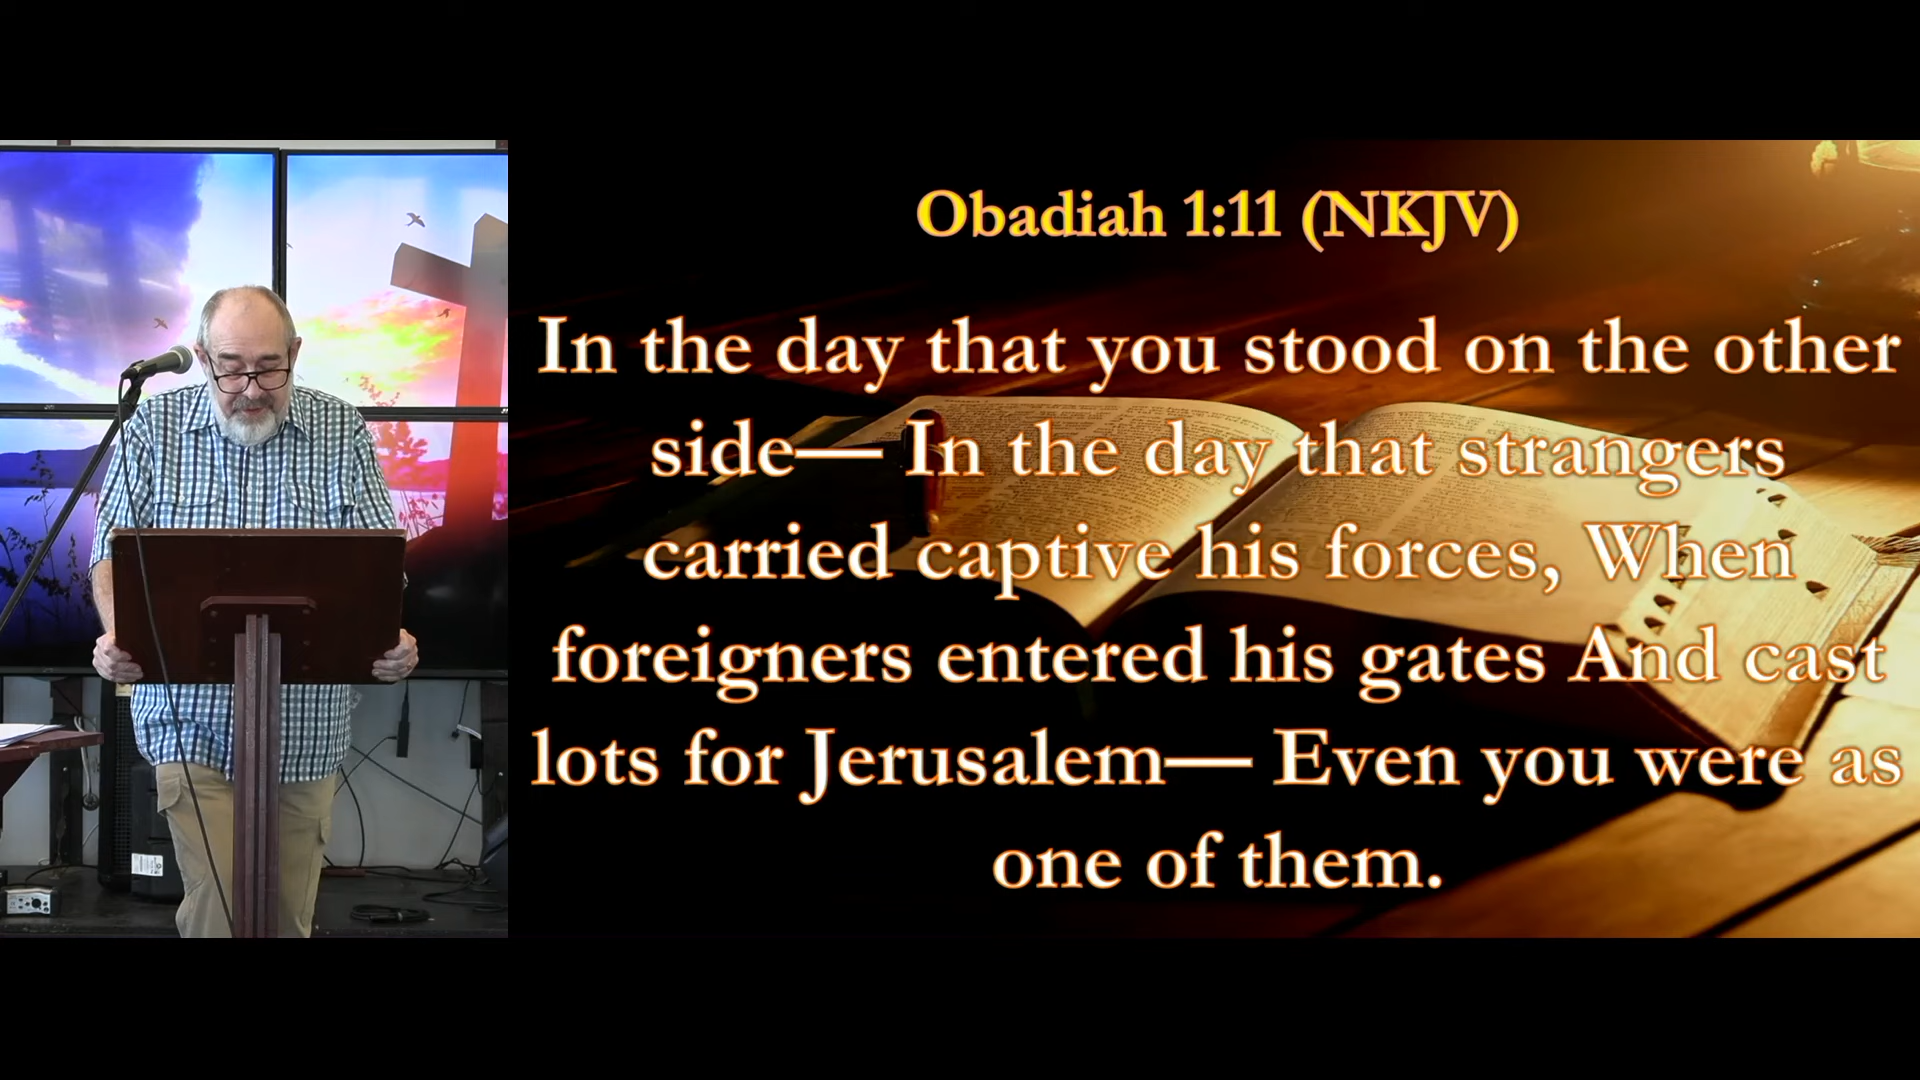 Obadiah 1:11 (NKJV)
In the day that you stood on the other
side— In the day that strangers
carried captive his forces, When
foreigners entered his gates And cast
lots for Jerusalem— Even you were as
one of them.